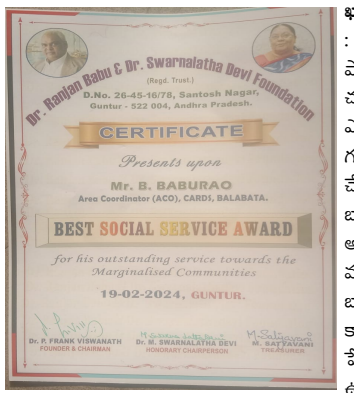 Dr. Ranjan Babu & Dr. Swarnalatha Devi Foundation
(Regd. Trust.)
D.No. 26-45-16/78, Santosh Nagar,
Guntur - 522 004, Andhra Pradesh.
CERTIFICATE
Presents upon
Mr. B. BABURAO
Area Coordinator (ACO), CARDS, BALABATA.
BEST SOCIAL SERVICE AWARD
for his outstanding service towards the
Marginalised Communities
19-02-2024, GUNTUR.
Dr. P. FRANK VISWANATH
FOUNDER & CHAIRMAN
Dr. M. SWARNALATHA DEVI
HONORARY CHAIRPERSON
M. SATYAVANI
TREASURER